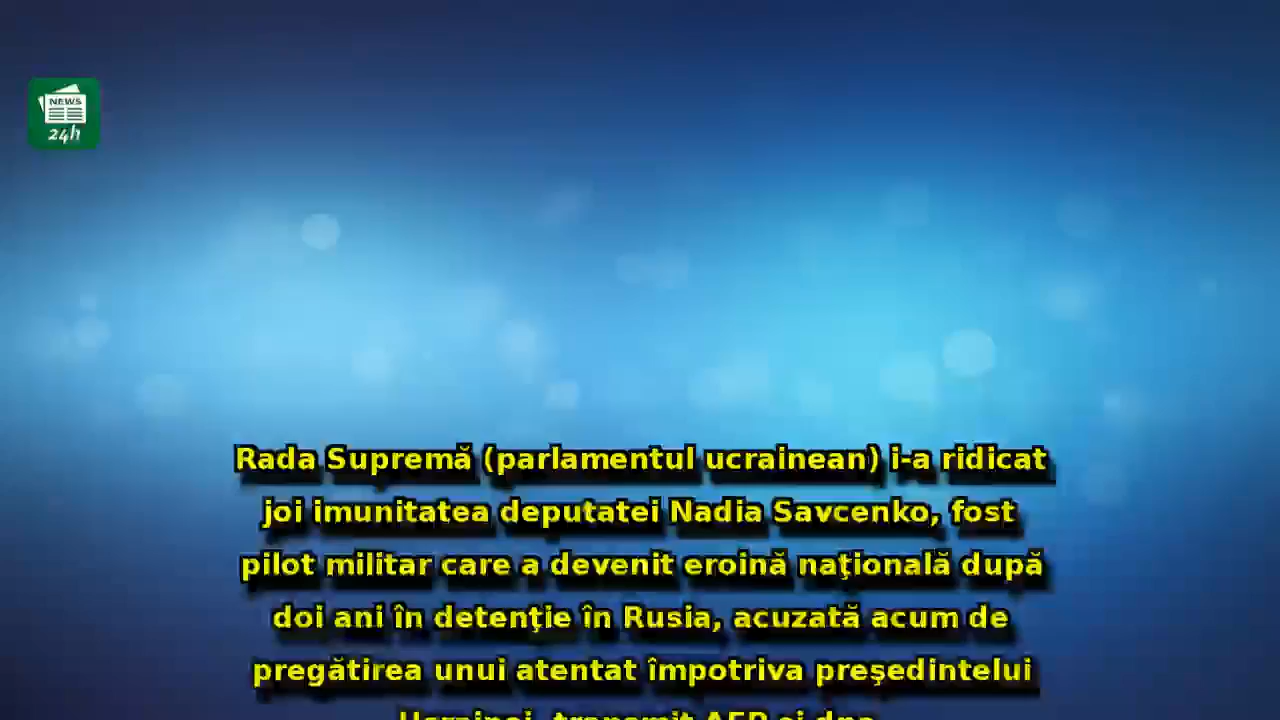 NEWS
24h
Rada Supremă (parlamentul ucrainean) i-a ridicat
joi imunitatea deputatei Nadia Savcenko, fost
pilot militar care a devenit eroină naţională după
doi ani în detenţie în Rusia, acuzată acum de
pregătirea unui atentat împotriva preşedintelui